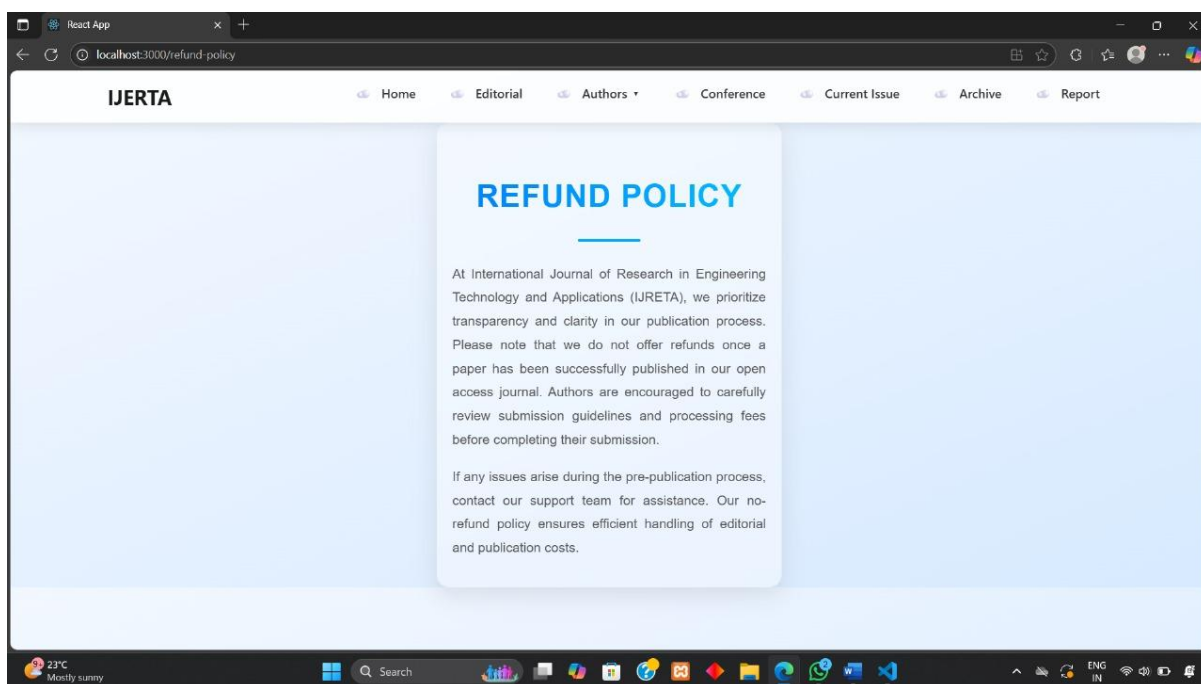 React App
localhost:3000/refund-policy
IJERTA
Home
Editorial
Authors
Conference
Current Issue
Archive
Report
REFUND POLICY
At International Journal of Research in Engineering
Technology and Applications (IJRETA), we prioritize
transparency and clarity in our publication process.
Please note that we do not offer refunds once a
paper has been successfully published in our open
access journal. Authors are encouraged to carefully
review submission guidelines and processing fees
before completing their submission.
If any issues arise during the pre-publication process,
contact our support team for assistance. Our no-
refund policy ensures efficient handling of editorial
and publication costs.
23°C
Mostly sunny
Search
ENG
IN